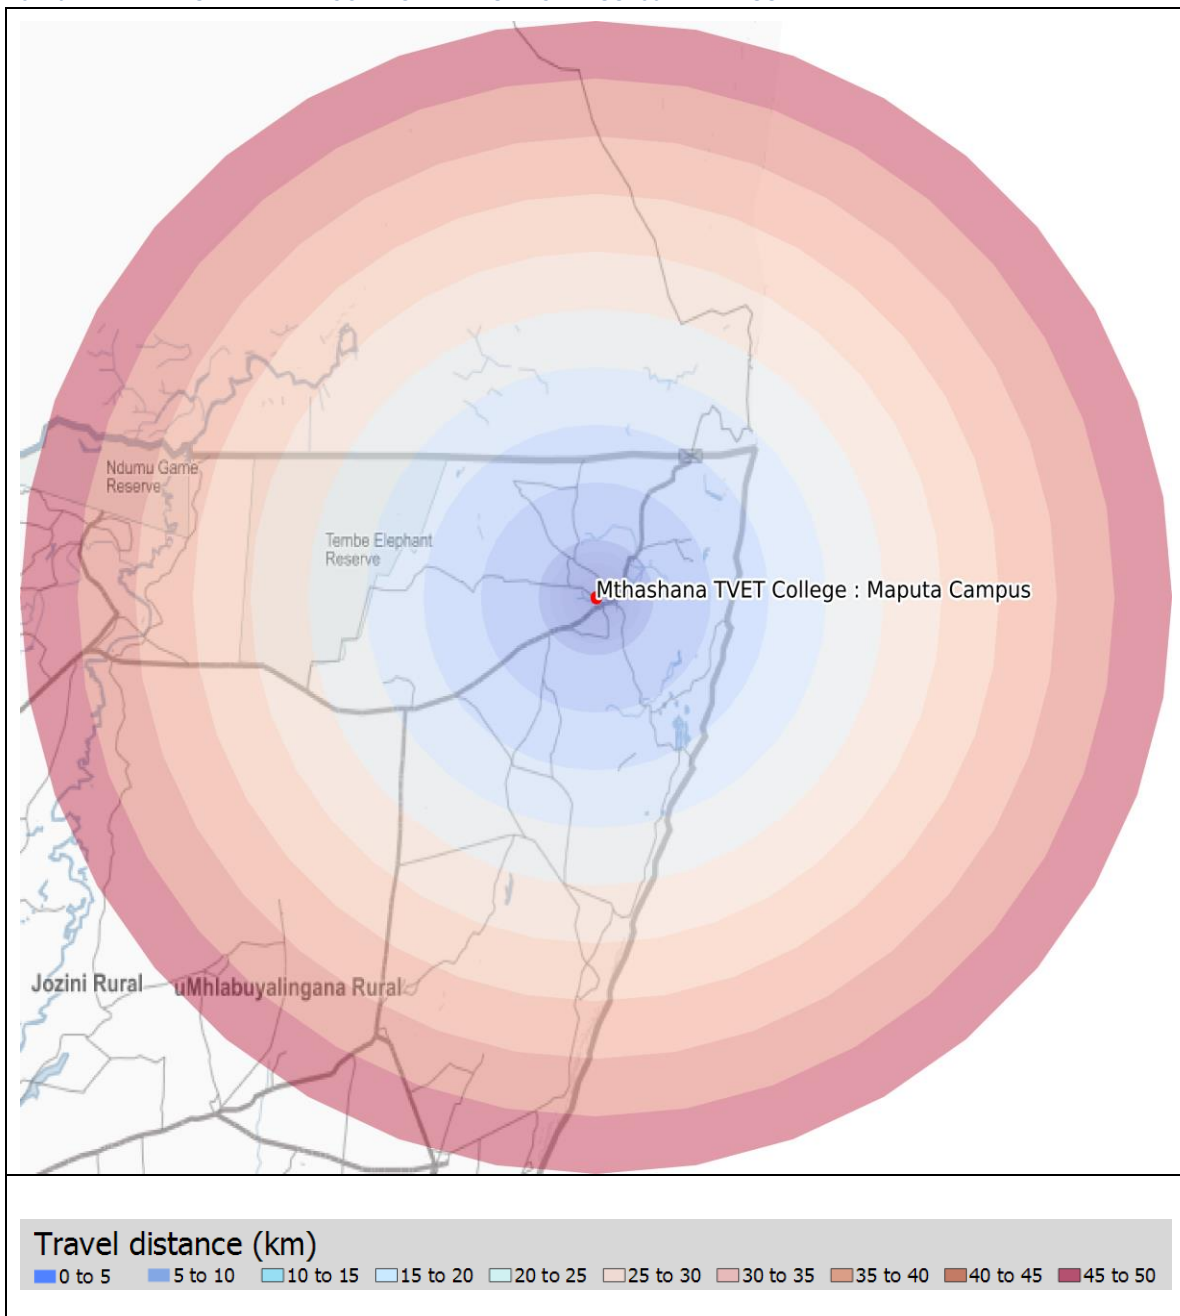 Ndumu Game
Reserve
Tembe Elephant
Reserve
Mthashana TVET College : Maputa Campus
Jozini Rural
uMhlabuyalingana Rural
Travel distance (km)
0 to 5 5 to 10 10 to 15 15 to 20 20 to 25 25 to 30 30 to 35 35 to 40 40 to 45 45 to 50